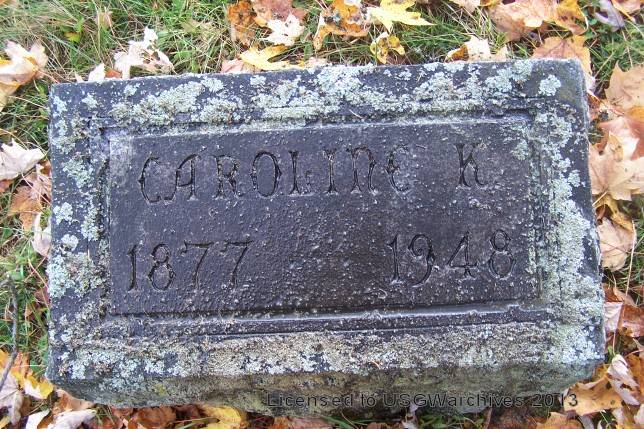 CAROLINE K
1877 1948
Licensed to USGWarchives 2013